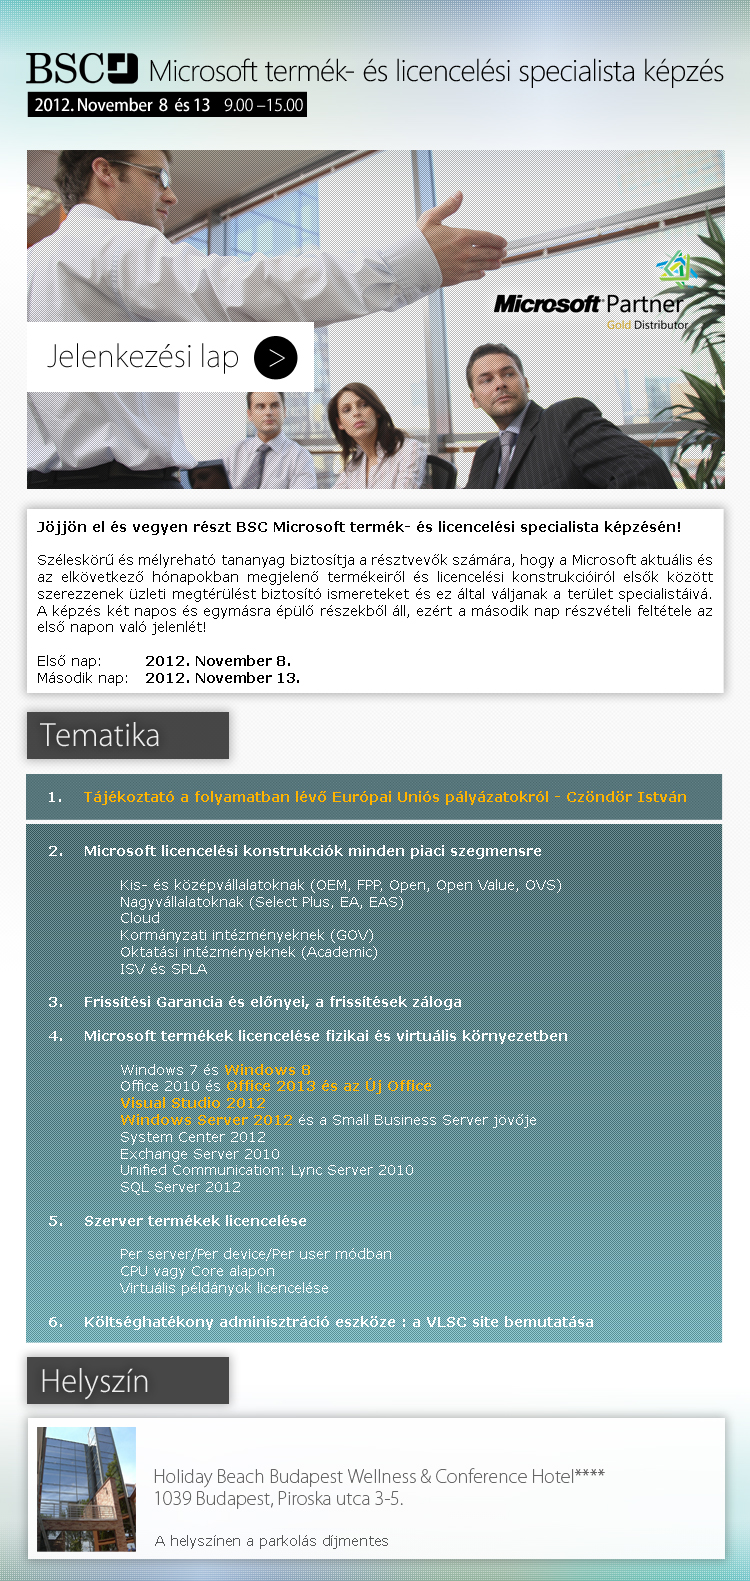 BSC Microsoft termék- és licencelési specialista képzés
2012. November 8 és 13 9.00 –15.00
Microsoft Partner
Gold Distributor
Jelenkezési lap >
Jöjjön el és vegyen részt BSC Microsoft termék- és licencelési specialista képzésén!
Széleskörű és mélyreható tananyag biztosítja a résztvevők számára, hogy a Microsoft aktuális és
az elkövetkező hónapokban megjelenő termékeiről és licencelési konstrukcióiról elsők között
szerezzenek üzleti megtérülést biztosító ismereteket és ez által váljanak a terület specialistáivá.
A képzés két napos és egymásra épülő részekből áll, ezért a második nap részvételi feltétele az
első napon való jelenlét!
Első nap: 2012. November 8.
Második nap: 2012. November 13.
Tematika
1. Tájékoztató a folyamatban lévő Európai Uniós pályázatokról - Czöndör István
2. Microsoft licencelési konstrukciók minden piaci szegmensre
Kis- és középvállalatoknak (OEM, FPP, Open, Open Value, OVS)
Nagyvállalatoknak (Select Plus, EA, EAS)
Cloud
Kormányzati intézményeknek (GOV)
Oktatási intézményeknek (Academic)
ISV és SPLA
3. Frissítési Garancia és előnyei, a frissítések záloga
4. Microsoft termékek licencelése fizikai és virtuális környezetben
Windows 7 és Windows 8
Office 2010 és Office 2013 és az Új Office
Visual Studio 2012
Windows Server 2012 és a Small Business Server jövője
System Center 2012
Exchange Server 2010
Unified Communication: Lync Server 2010
SQL Server 2012
5. Szerver termékek licencelése
Per server/Per device/Per user módban
CPU vagy Core alapon
Virtuális példányok licencelése
6. Költséghatékony adminisztráció eszköze : a VLSC site bemutatása
Helyszín
Holiday Beach Budapest Wellness & Conference Hotel****
1039 Budapest, Piroska utca 3-5.
A helyszínen a parkolás díjmentes